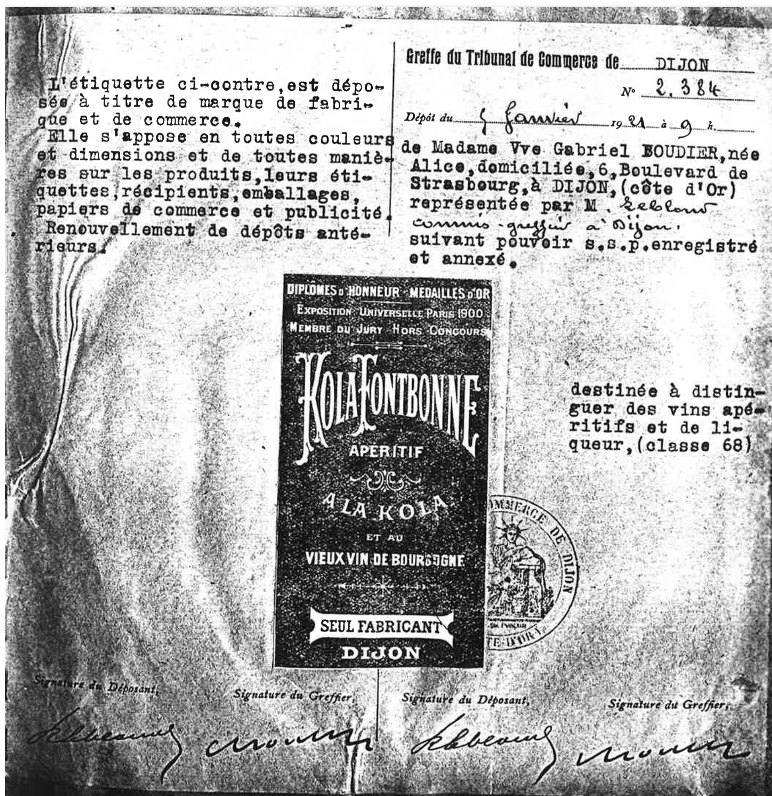 L'étiquette ci-contre,est dépo-
sée à titre de marque de fabri-
que et de commerce.
Elle s'appose en toutes couleurs
et dimensions et de toutes maniè-
res sur les produits,leurs éti-
quettes,récipients,emballages,
papiers de commerce et publicité.
Renouvellement de dépôts anté-
rieurs.
Greffe du Tribunal de Commerce de DIJON
N° 2.384
Dépôt du 5 Janvier 1921 à 9 h.
de Madame Vve Gabriel BOUDIER,née
Alice,domiciliée,6,Boulevard de
Strasbourg,à DIJON,(côte d'Or)
représentée par M. Leblond
commis-greffier à Dijon,
suivant pouvoir s.s.p.enregistré
et annexé.
DIPLOMES D'HONNEUR - MEDAILLES D'OR
EXPOSITION UNIVERSELLE PARIS 1900
MEMBRE DU JURY HORS CONCOURS
KOLA FONTBONNE
APERITIF
A LA KOLA
ET AU
VIEUX VIN DE BOURGOGNE
SEUL FABRICANT
DIJON
destinée à distin-
guer des vins apé-
ritifs et de li-
queur,(classe 68)
COMMERCE DE DIJON
Signature du Déposant,
Signature du Greffier,
Signature du Déposant,
Signature du Greffier,